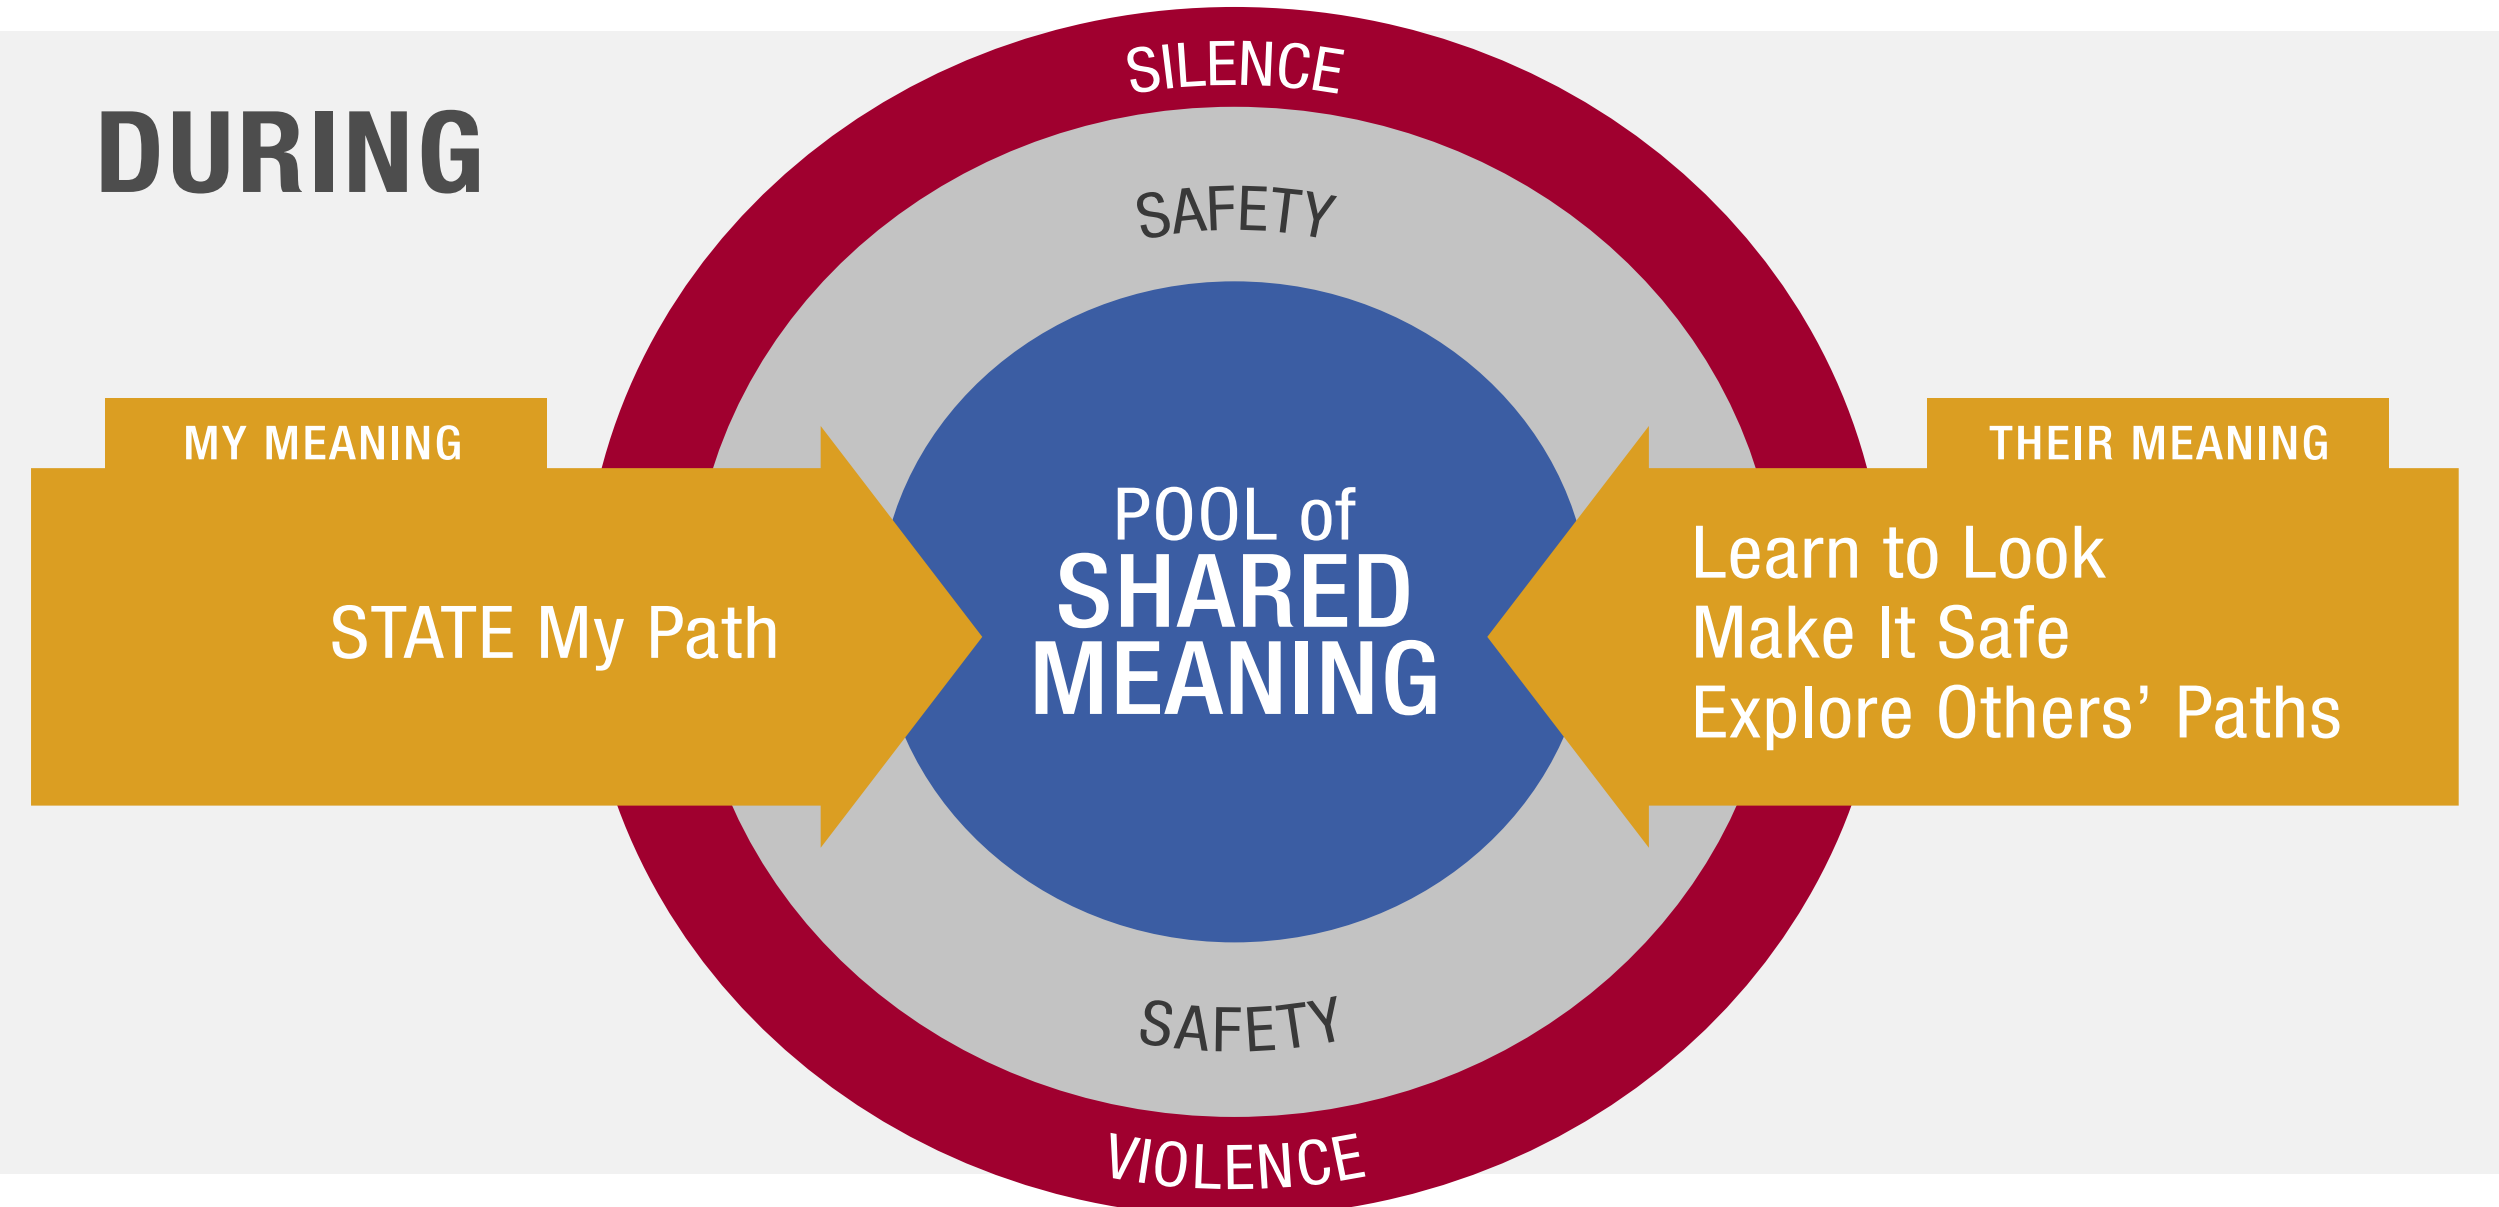 SILENCE
DURING
SAFETY
MY MEANING
THEIR MEANING
STATE My Path
POOL of
SHARED
MEANING
Learn to Look
Make It Safe
Explore Others’ Paths
SAFETY
VIOLENCE